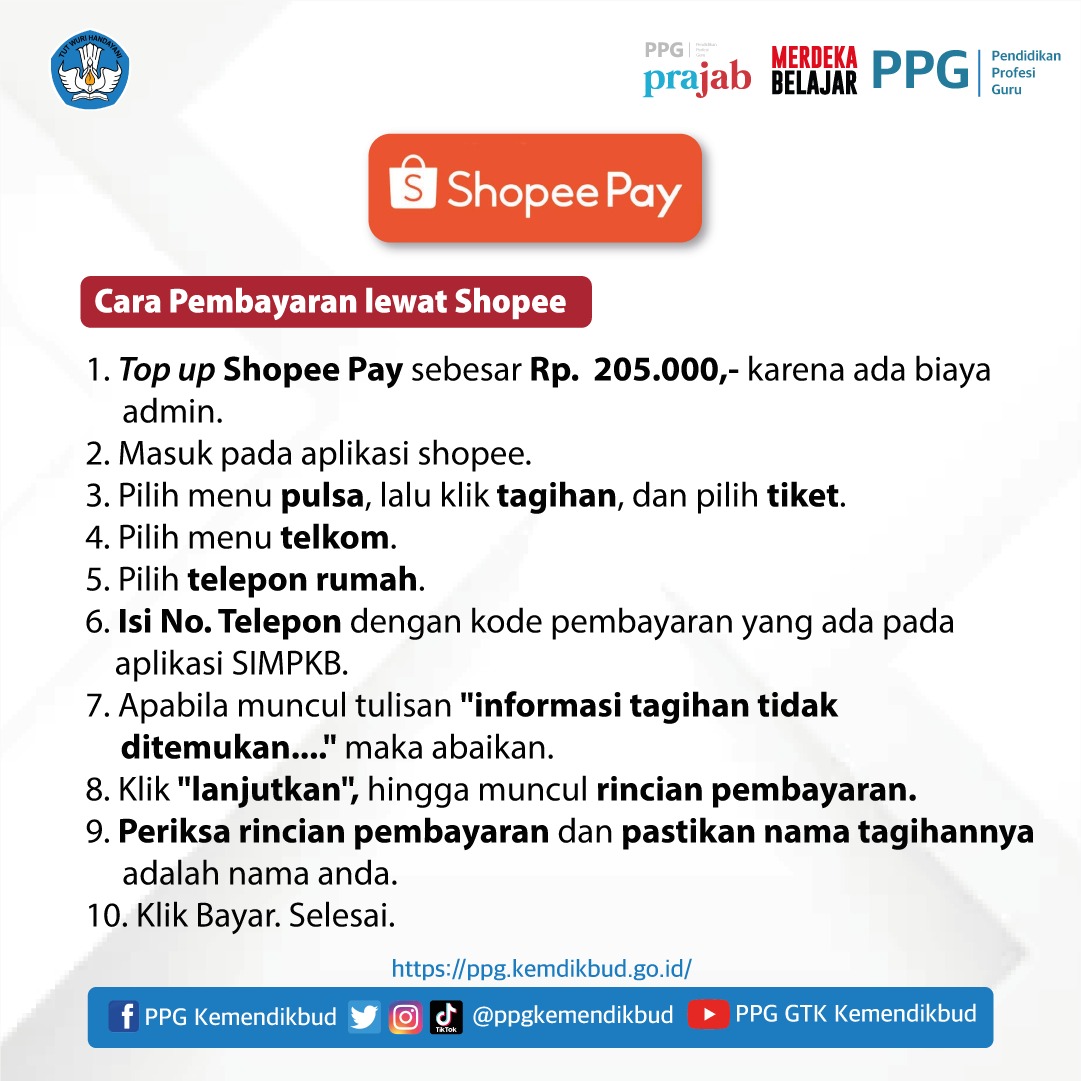 TUT WURI HANDAYANI
PPG
prajab
MERDEKA
BELAJAR
PPG
Pendidikan
Profesi
Guru
S Shopee Pay
Cara Pembayaran lewat Shopee
1. Top up Shopee Pay sebesar Rp. 205.000,- karena ada biaya
admin.
2. Masuk pada aplikasi shopee.
3. Pilih menu pulsa, lalu klik tagihan, dan pilih tiket.
4. Pilih menu telkom.
5. Pilih telepon rumah.
6. Isi No. Telepon dengan kode pembayaran yang ada pada
aplikasi SIMPKB.
7. Apabila muncul tulisan "informasi tagihan tidak
ditemukan...." maka abaikan.
8. Klik "lanjutkan", hingga muncul rincian pembayaran.
9. Periksa rincian pembayaran dan pastikan nama tagihannya
adalah nama anda.
10. Klik Bayar. Selesai.
https://ppg.kemdikbud.go.id/
PPG Kemendikbud TikTok @ppgkemendikbud PPG GTK Kemendikbud